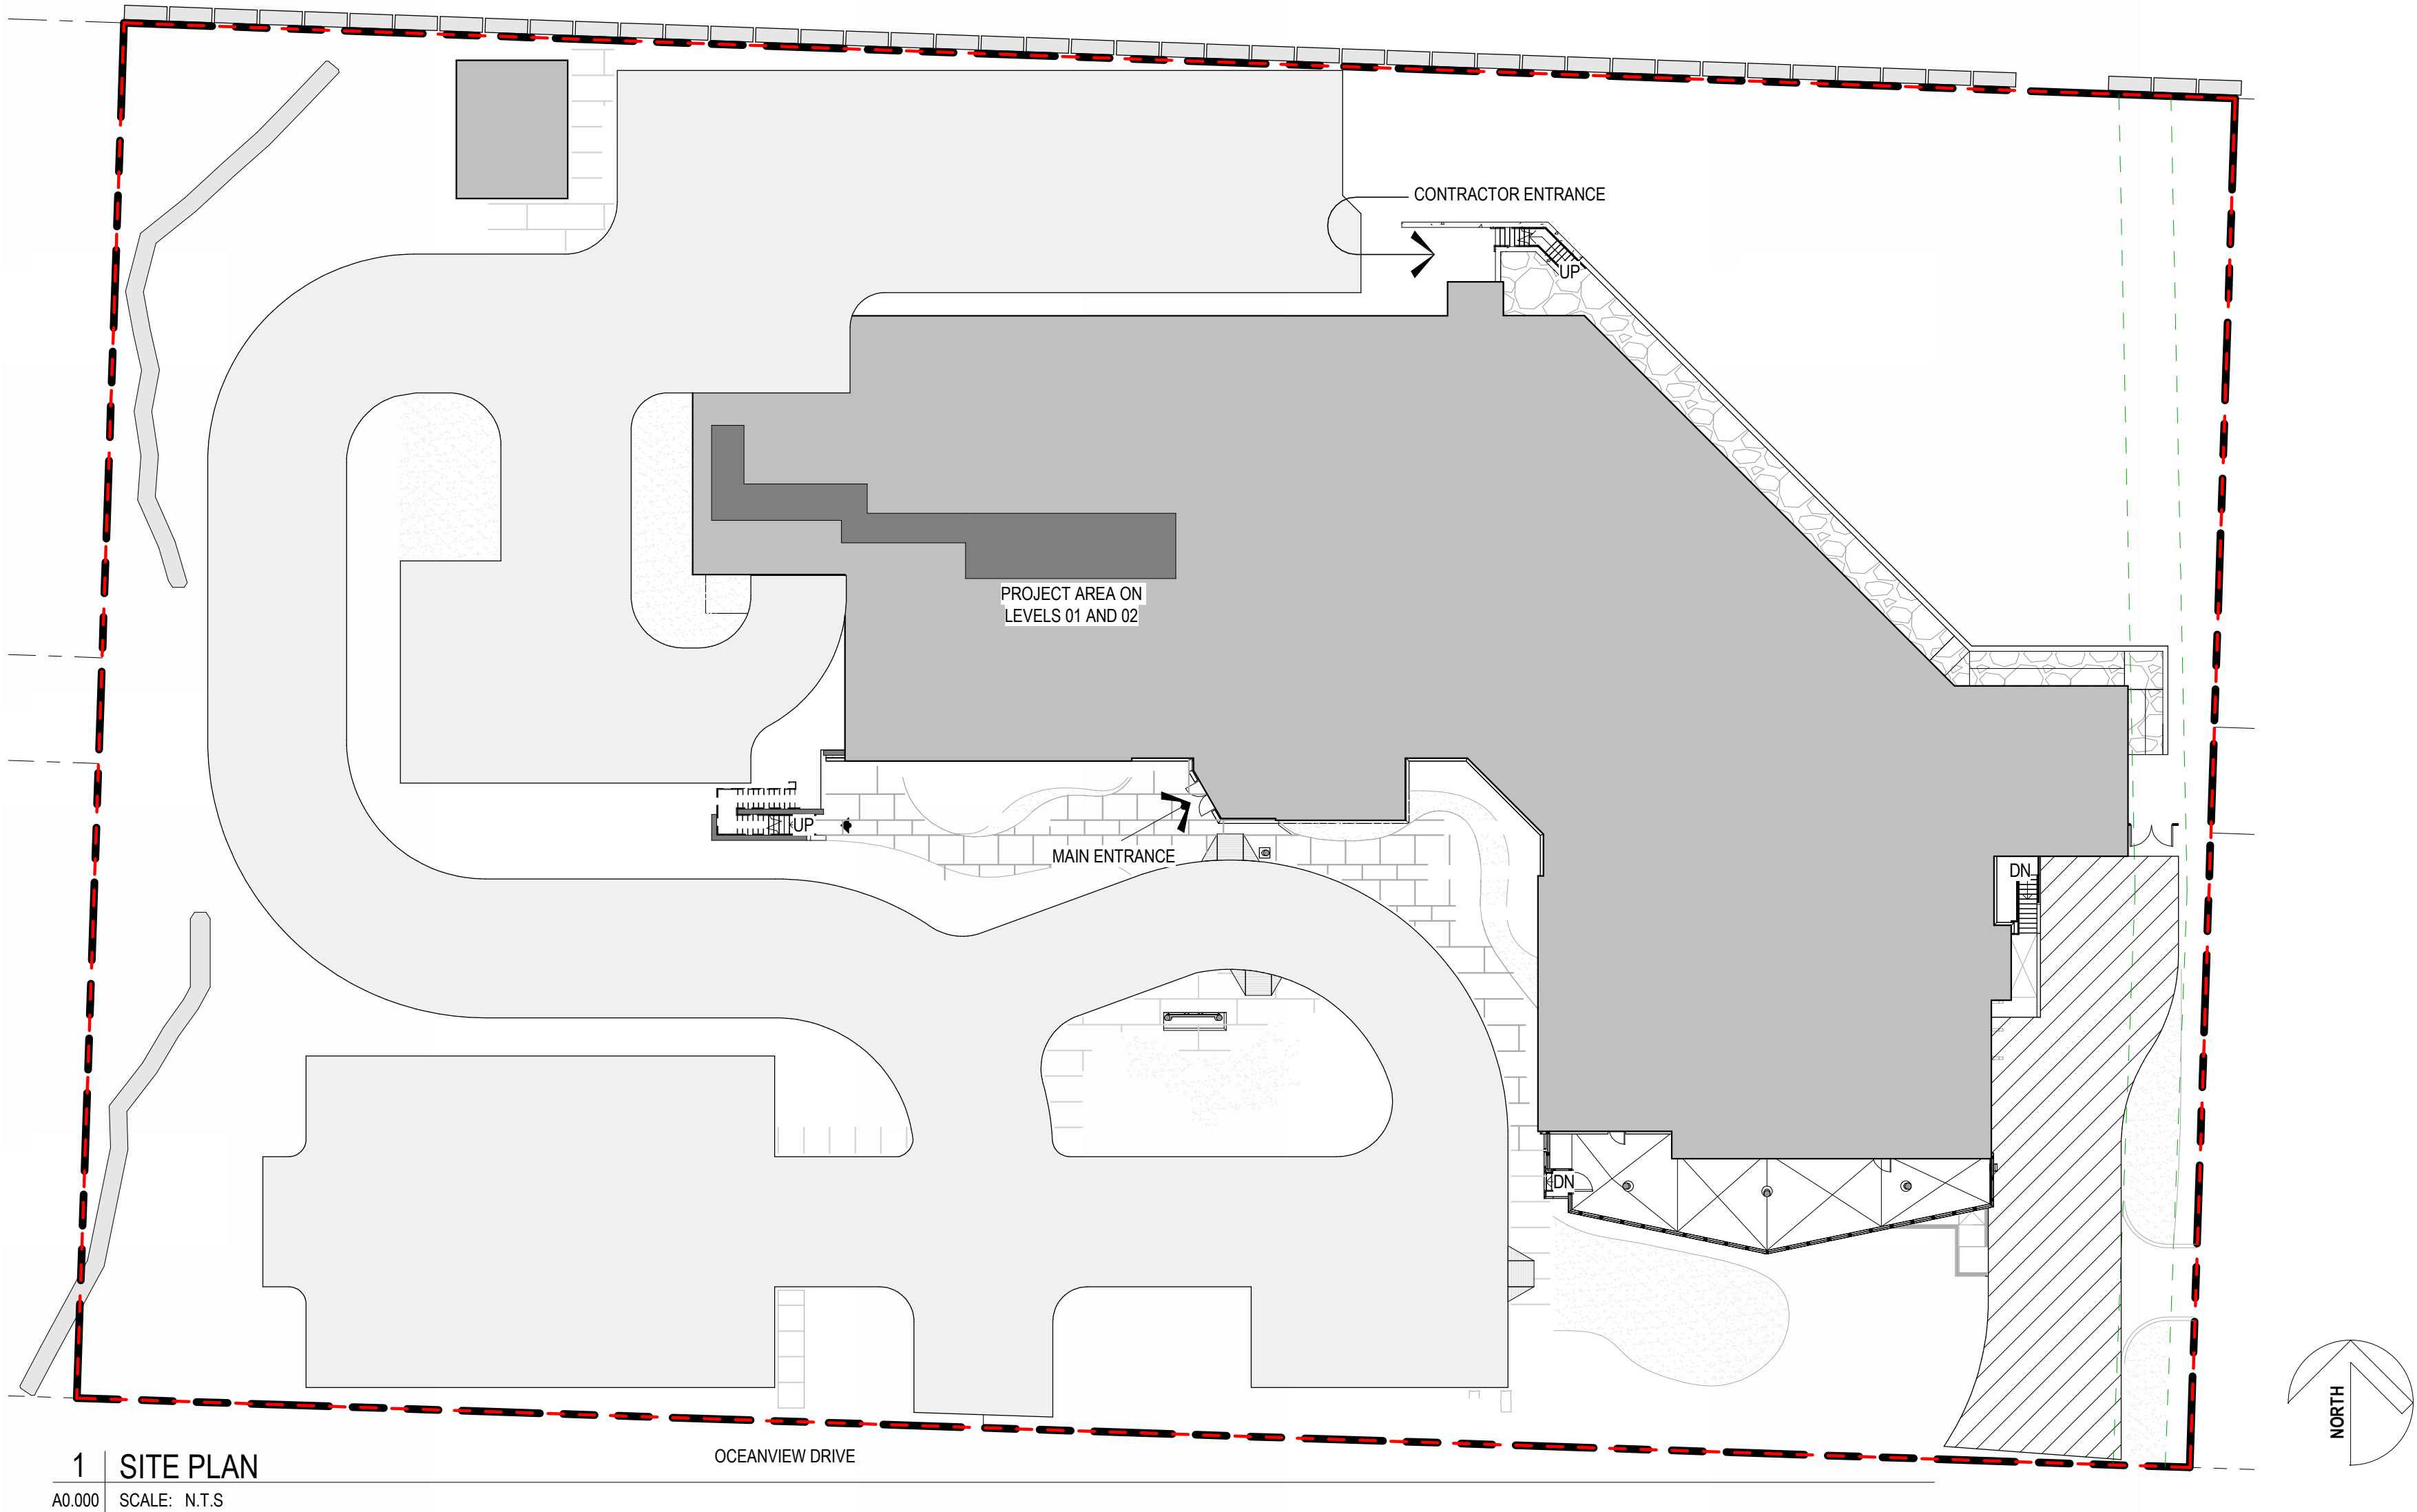 CONTRACTOR ENTRANCE
UP
PROJECT AREA ON
LEVELS 01 AND 02
UP
MAIN ENTRANCE
DN
DN
NORTH
OCEANVIEW DRIVE
1 SITE PLAN
A0.000 SCALE: N.T.S